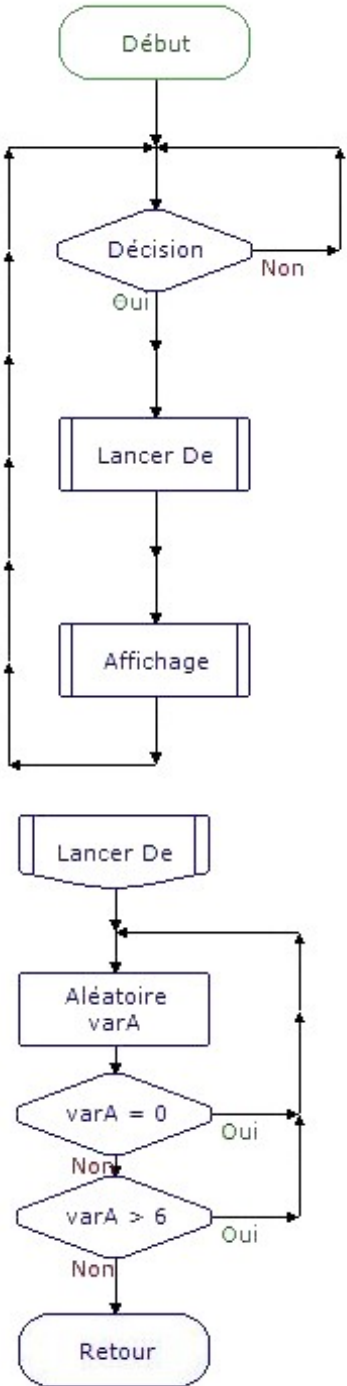 Début
Décision
Non
Oui
Lancer De
Affichage
Lancer De
Aléatoire
varA
varA = 0
Oui
Non
varA > 6
Oui
Non
Retour